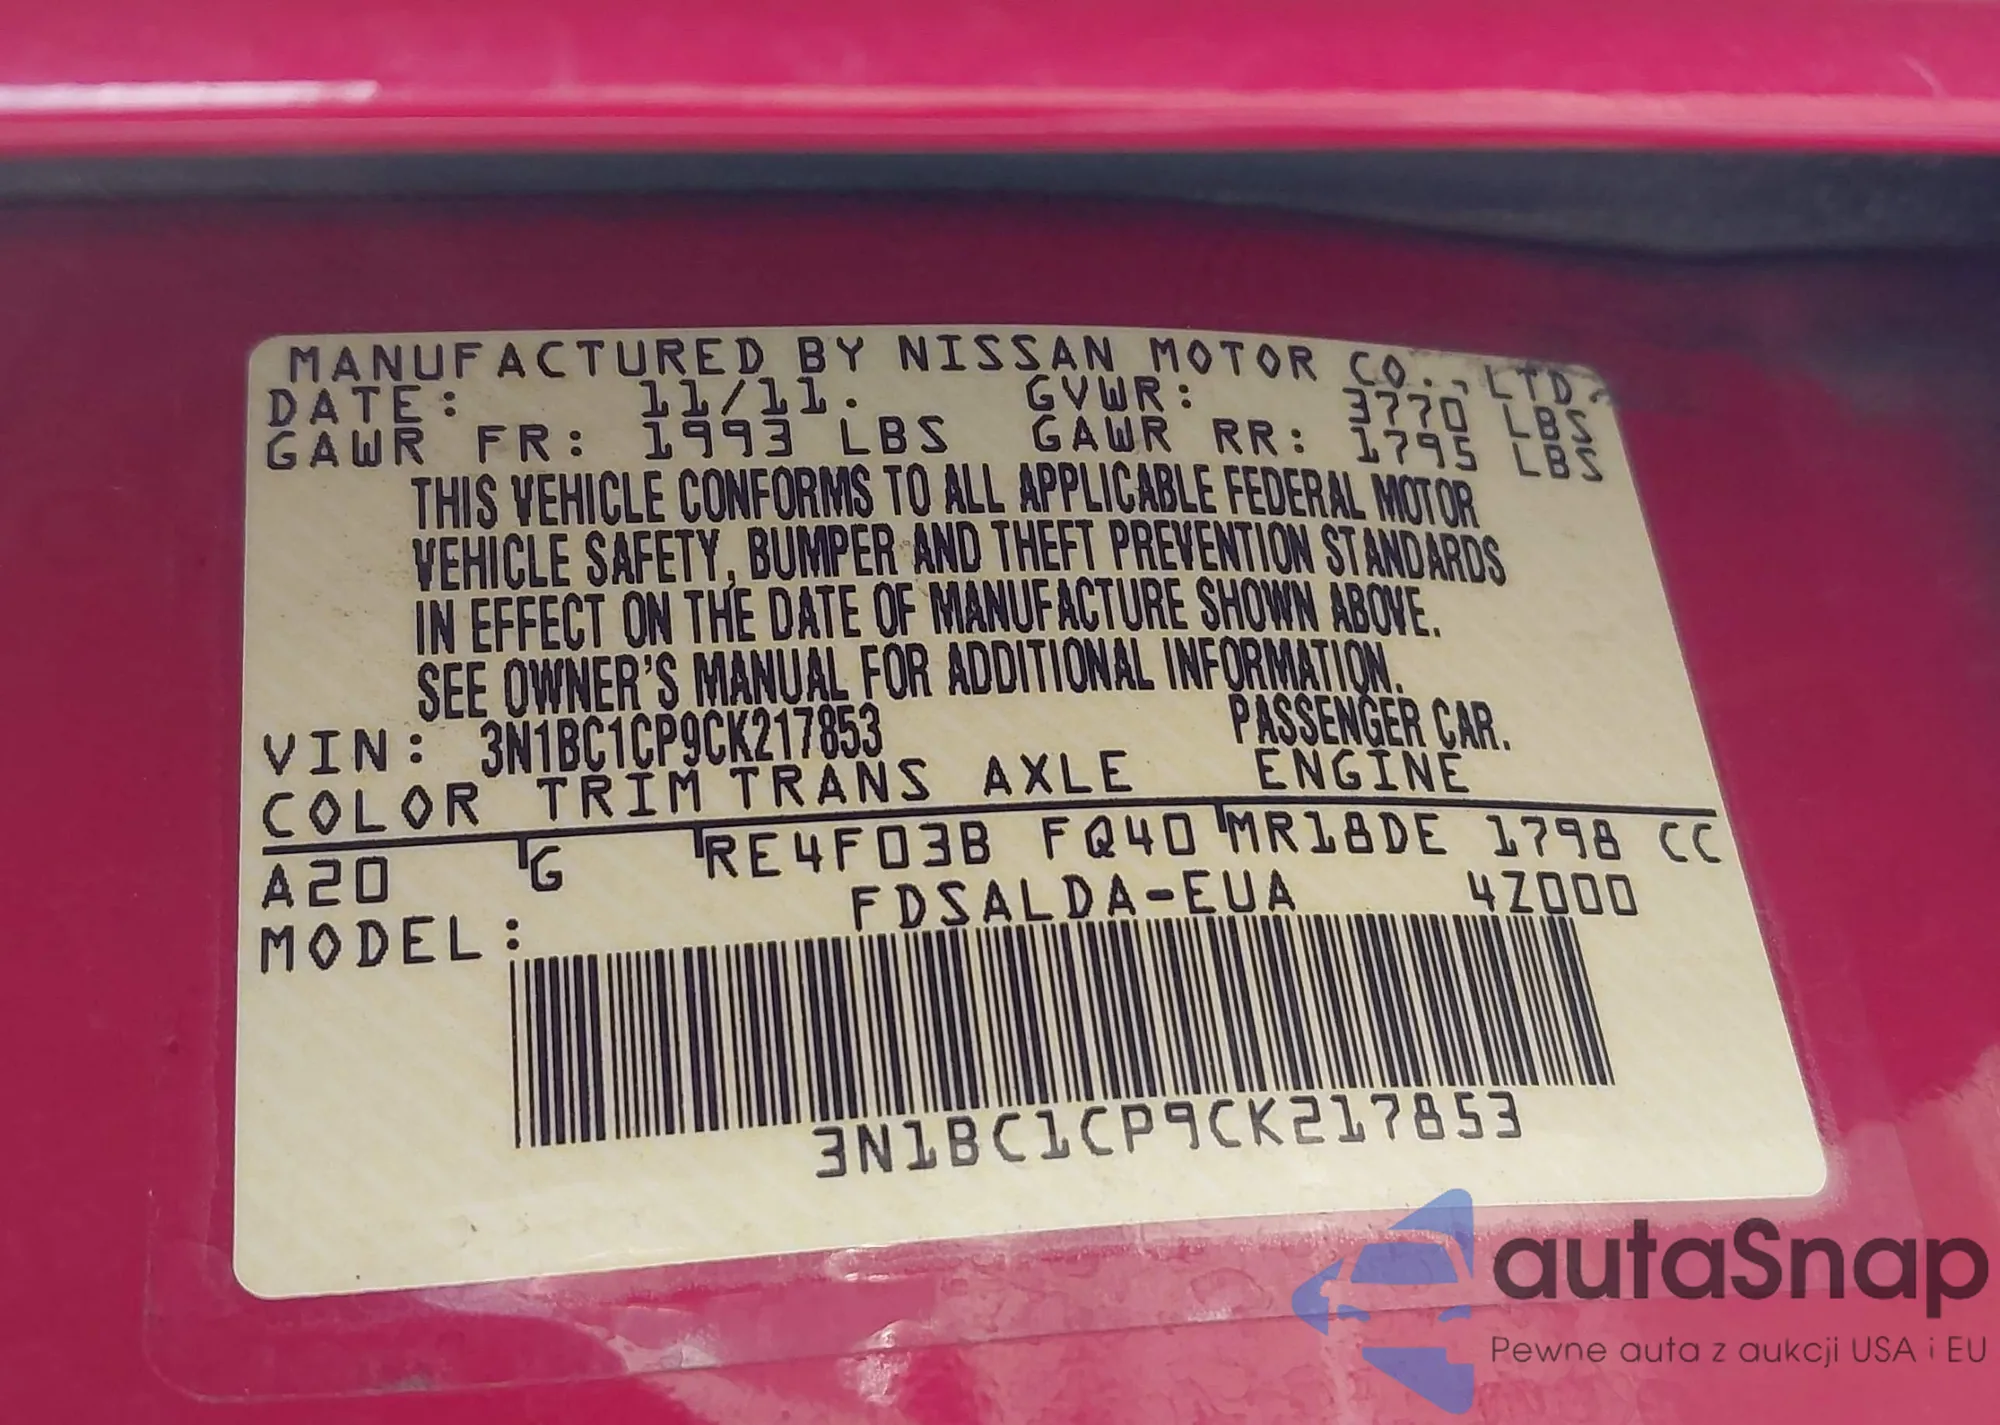 MANUFACTURED BY NISSAN MOTOR CO., LTD.
DATE: 11/11. GVWR: 3770 LBS
GAWR FR: 1993 LBS GAWR RR: 1795 LBS
THIS VEHICLE CONFORMS TO ALL APPLICABLE FEDERAL MOTOR
VEHICLE SAFETY, BUMPER AND THEFT PREVENTION STANDARDS
IN EFFECT ON THE DATE OF MANUFACTURE SHOWN ABOVE.
SEE OWNER'S MANUAL FOR ADDITIONAL INFORMATION.
VIN: 3N1BC1CP9CK217853 PASSENGER CAR.
COLOR TRIM TRANS AXLE ENGINE
A20 G RE4F03B FQ40 MR18DE 1798 CC
MODEL: FDSALDA-EUA 4Z000
3N1BC1CP9CK217853
autaSnap
Pewne auta z aukcji USA i EU